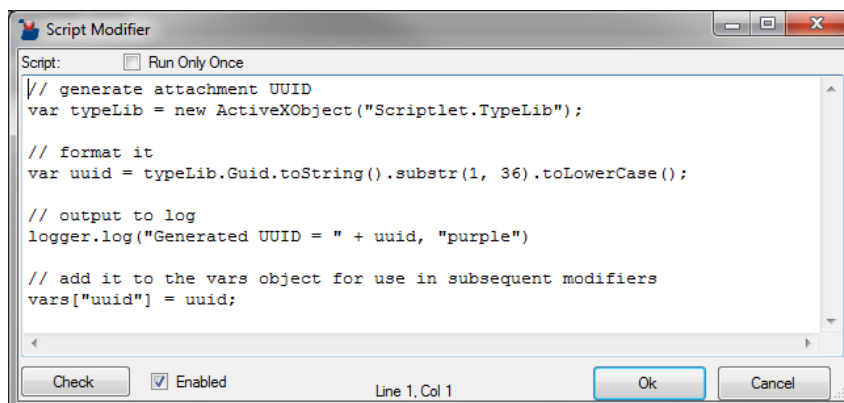 Script Modifier
Script: Run Only Once
// generate attachment UUID
var typeLib = new ActiveXObject("Scriptlet.TypeLib");
// format it
var uuid = typeLib.Guid.toString().substr(1, 36).toLowerCase();
// output to log
logger.log("Generated UUID = " + uuid, "purple")
// add it to the vars object for use in subsequent modifiers
vars["uuid"] = uuid;
Check Enabled Line 1, Col 1 Ok Cancel